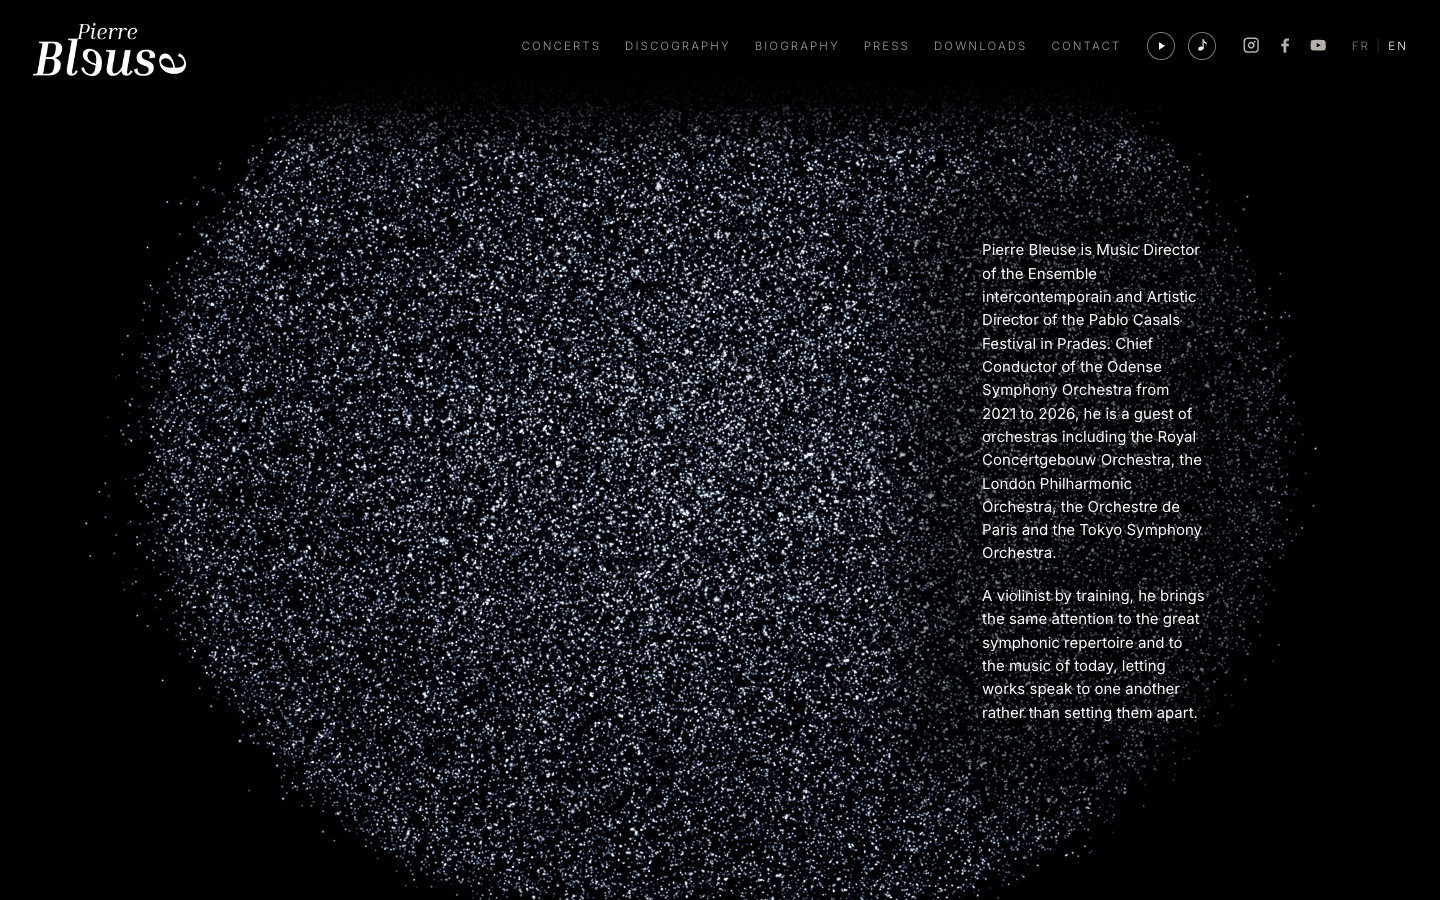 Pierre
Bleuse
CONCERTS DISCOGRAPHY BIOGRAPHY PRESS DOWNLOADS CONTACT FR | EN
Pierre Bleuse is Music Director
of the Ensemble
intercontemporain and Artistic
Director of the Pablo Casals
Festival in Prades. Chief
Conductor of the Odense
Symphony Orchestra from
2021 to 2026, he is a guest of
orchestras including the Royal
Concertgebouw Orchestra, the
London Philharmonic
Orchestra, the Orchestre de
Paris and the Tokyo Symphony
Orchestra.
A violinist by training, he brings
the same attention to the great
symphonic repertoire and to
the music of today, letting
works speak to one another
rather than setting them apart.